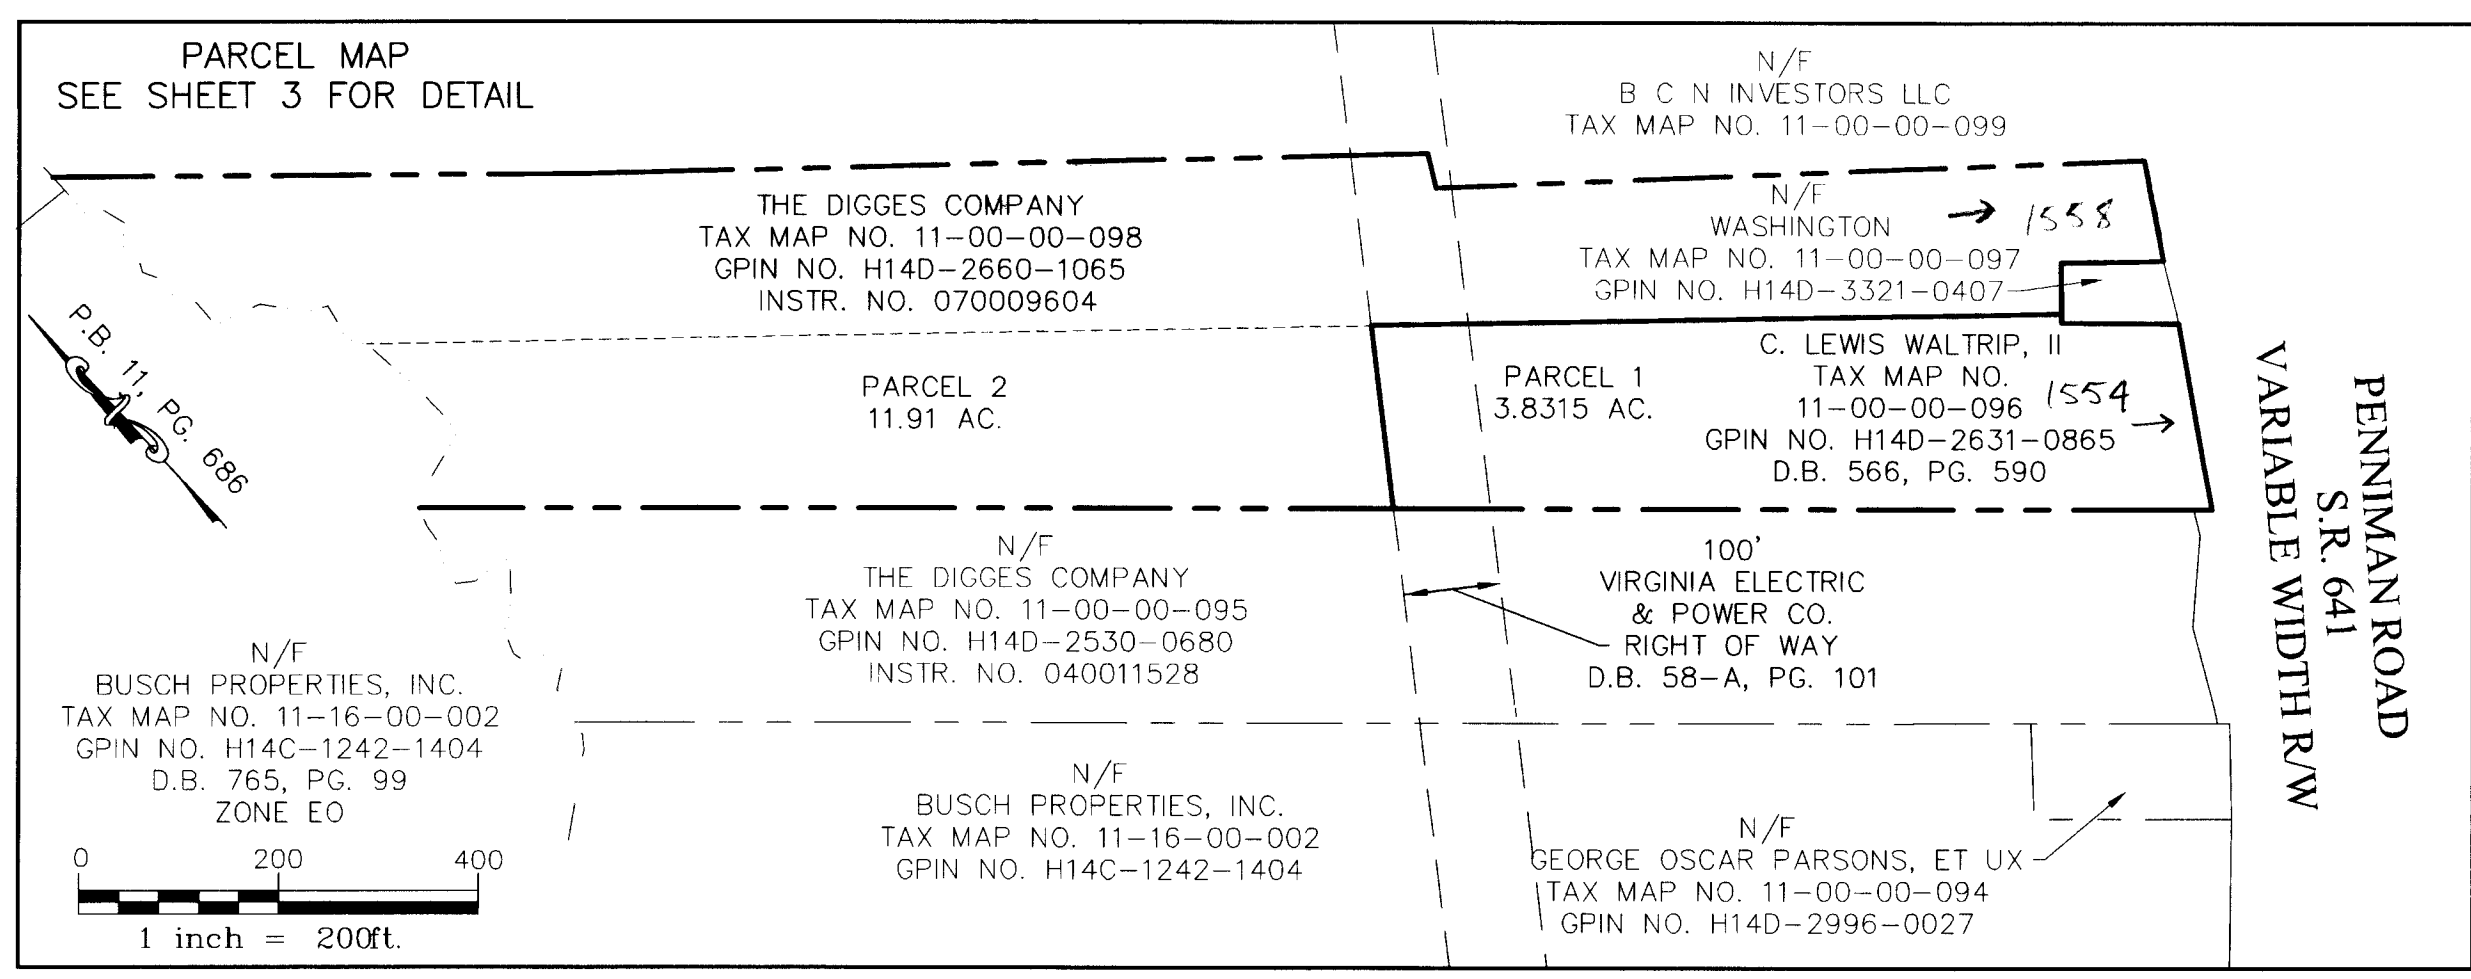 PARCEL MAP
SEE SHEET 3 FOR DETAIL
N/F
B C N INVESTORS LLC
TAX MAP NO. 11-00-00-099
THE DIGGES COMPANY
TAX MAP NO. 11-00-00-098
GPIN NO. H14D-2660-1065
INSTR. NO. 070009604
N/F
WASHINGTON
TAX MAP NO. 11-00-00-097
GPIN NO. H14D-3321-0407
1558
P.B. 11, PG. 686
PARCEL 2
11.91 AC.
PARCEL 1
3.8315 AC.
C. LEWIS WALTRIP, II
TAX MAP NO.
11-00-00-096
GPIN NO. H14D-2631-0865
D.B. 566, PG. 590
1554
PENNIMAN ROAD
S.R. 641
VARIABLE WIDTH R/W
N/F
THE DIGGES COMPANY
TAX MAP NO. 11-00-00-095
GPIN NO. H14D-2530-0680
INSTR. NO. 040011528
100'
VIRGINIA ELECTRIC
& POWER CO.
RIGHT OF WAY
D.B. 58-A, PG. 101
N/F
BUSCH PROPERTIES, INC.
TAX MAP NO. 11-16-00-002
GPIN NO. H14C-1242-1404
D.B. 765, PG. 99
ZONE EO
N/F
BUSCH PROPERTIES, INC.
TAX MAP NO. 11-16-00-002
GPIN NO. H14C-1242-1404
N/F
GEORGE OSCAR PARSONS, ET UX
TAX MAP NO. 11-00-00-094
GPIN NO. H14D-2996-0027
0 200 400
1 inch = 200ft.